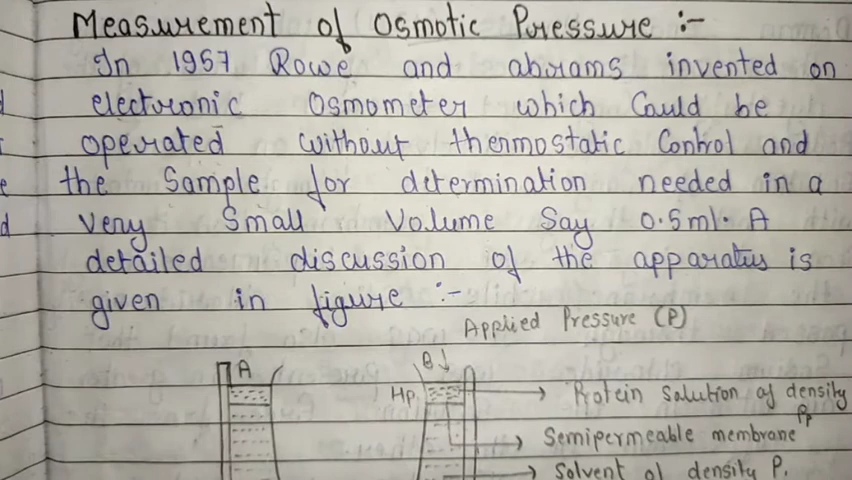 Measurement of Osmotic Pressure :-
In 1957 Rowe and abrams invented on
electronic Osmometer which Could be
operated without thermostatic Control and
the Sample for determination needed in a
very Small Volume Say 0.5ml. A
detailed discussion of the apparatus is
given in figure :-
Applied Pressure (P)
A
B
Hp
Protein Solution of density Pp
Semipermeable membrane
Solvent of density P.